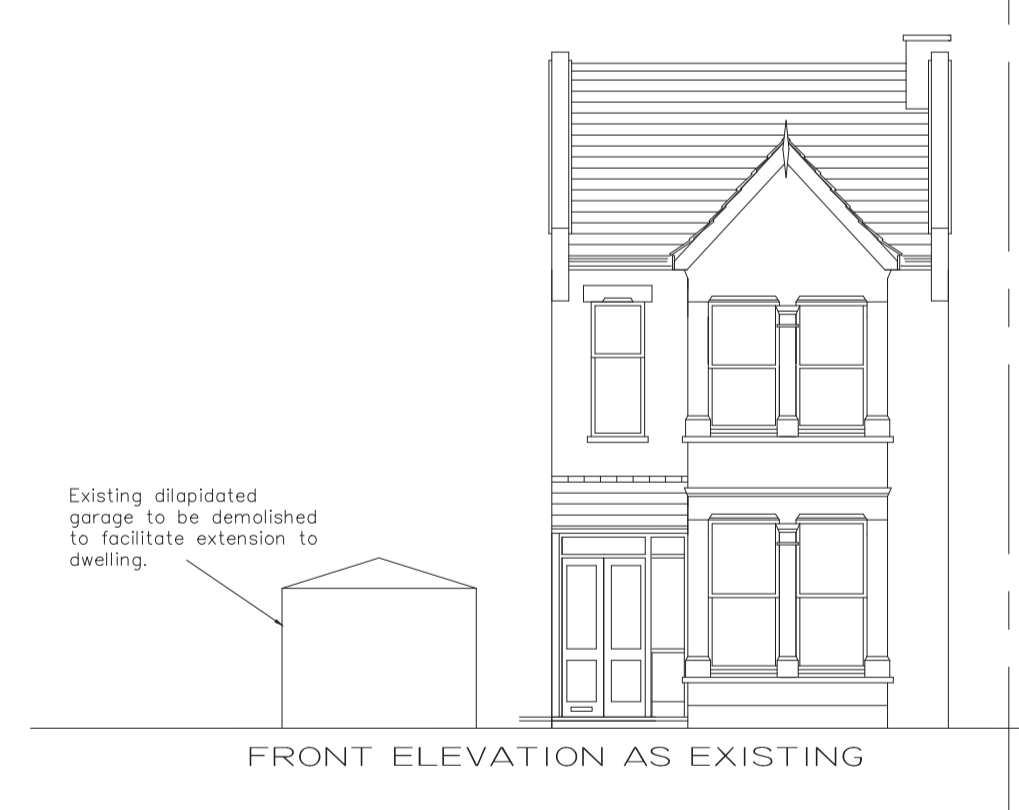 Existing dilapidated
garage to be demolished
to facilitate extension to
dwelling.
FRONT ELEVATION AS EXISTING